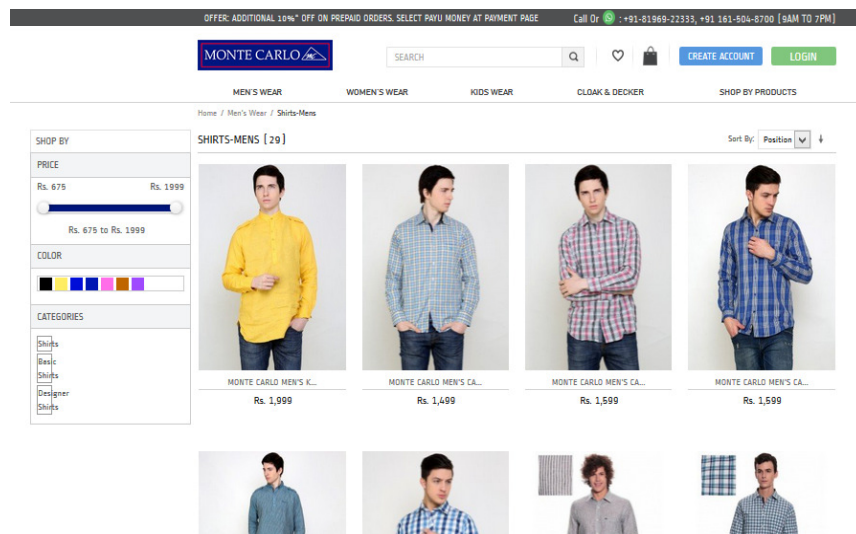 OFFER: ADDITIONAL 10%* OFF ON PREPAID ORDERS. SELECT PAYU MONEY AT PAYMENT PAGE
Call Or : +91-81969-22333, +91 161-504-8700 [9AM TO 7PM]
MONTE CARLO
SEARCH
CREATE ACCOUNT
LOGIN
MEN'S WEAR WOMEN'S WEAR KIDS WEAR CLOAK & DECKER SHOP BY PRODUCTS
Home / Men's Wear / Shirts-Mens
SHOP BY
PRICE
Rs. 675 Rs. 1999
Rs. 675 to Rs. 1999
COLOR
CATEGORIES
Shirts
Basic
Shirts
Designer
Shirts
SHIRTS-MENS [29]
Sort By: Position
MONTE CARLO MEN'S K... MONTE CARLO MEN'S CA... MONTE CARLO MEN'S CA... MONTE CARLO MEN'S CA...
Rs. 1,999 Rs. 1,499 Rs. 1,599 Rs. 1,599